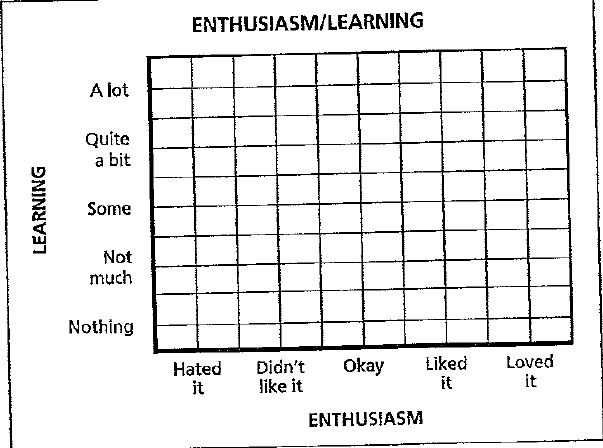 ENTHUSIASM/LEARNING
LEARNING
A lot
Quite
a bit
Some
Not
much
Nothing
Hated
it
Didn't
like it
Okay
Liked
it
Loved
it
ENTHUSIASM